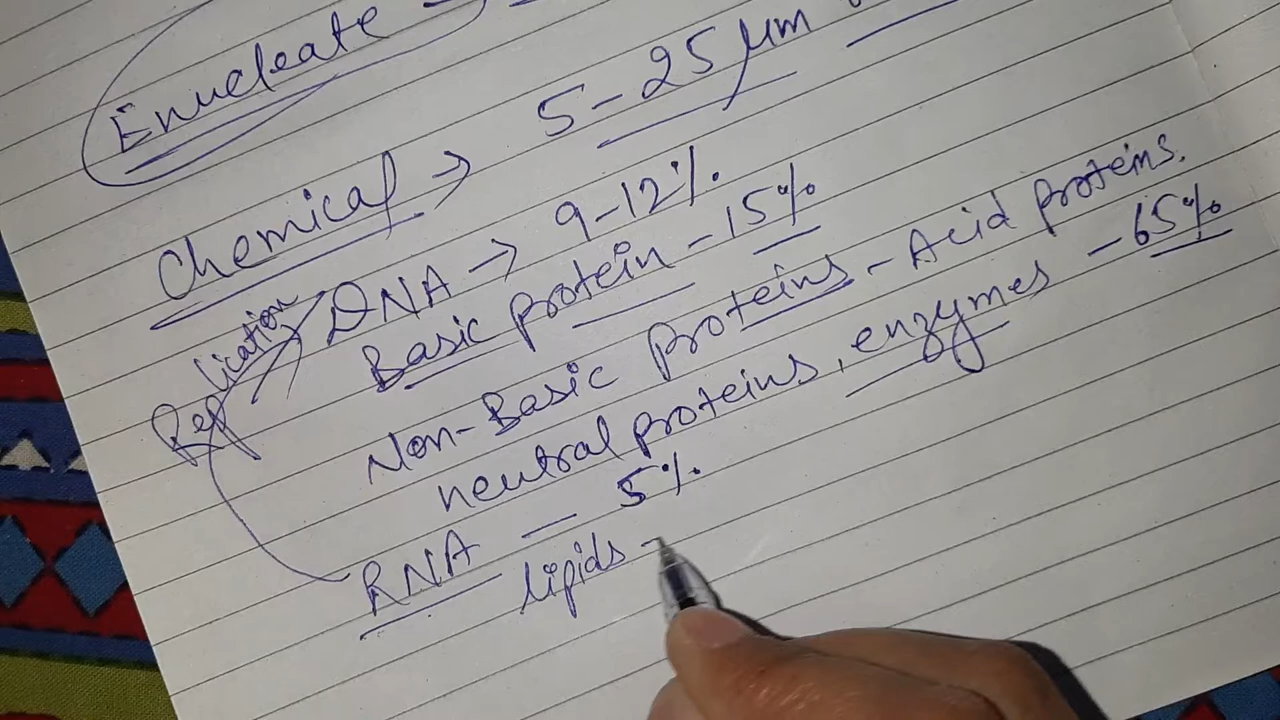 Enucleate -
5-25 μm
Chemical →
DNA → 9-12%
Replication
Basic protein - 15%
Non-Basic Proteins - Acid proteins.
neutral proteins, enzymes - 65%
RNA - 5%
lipids -